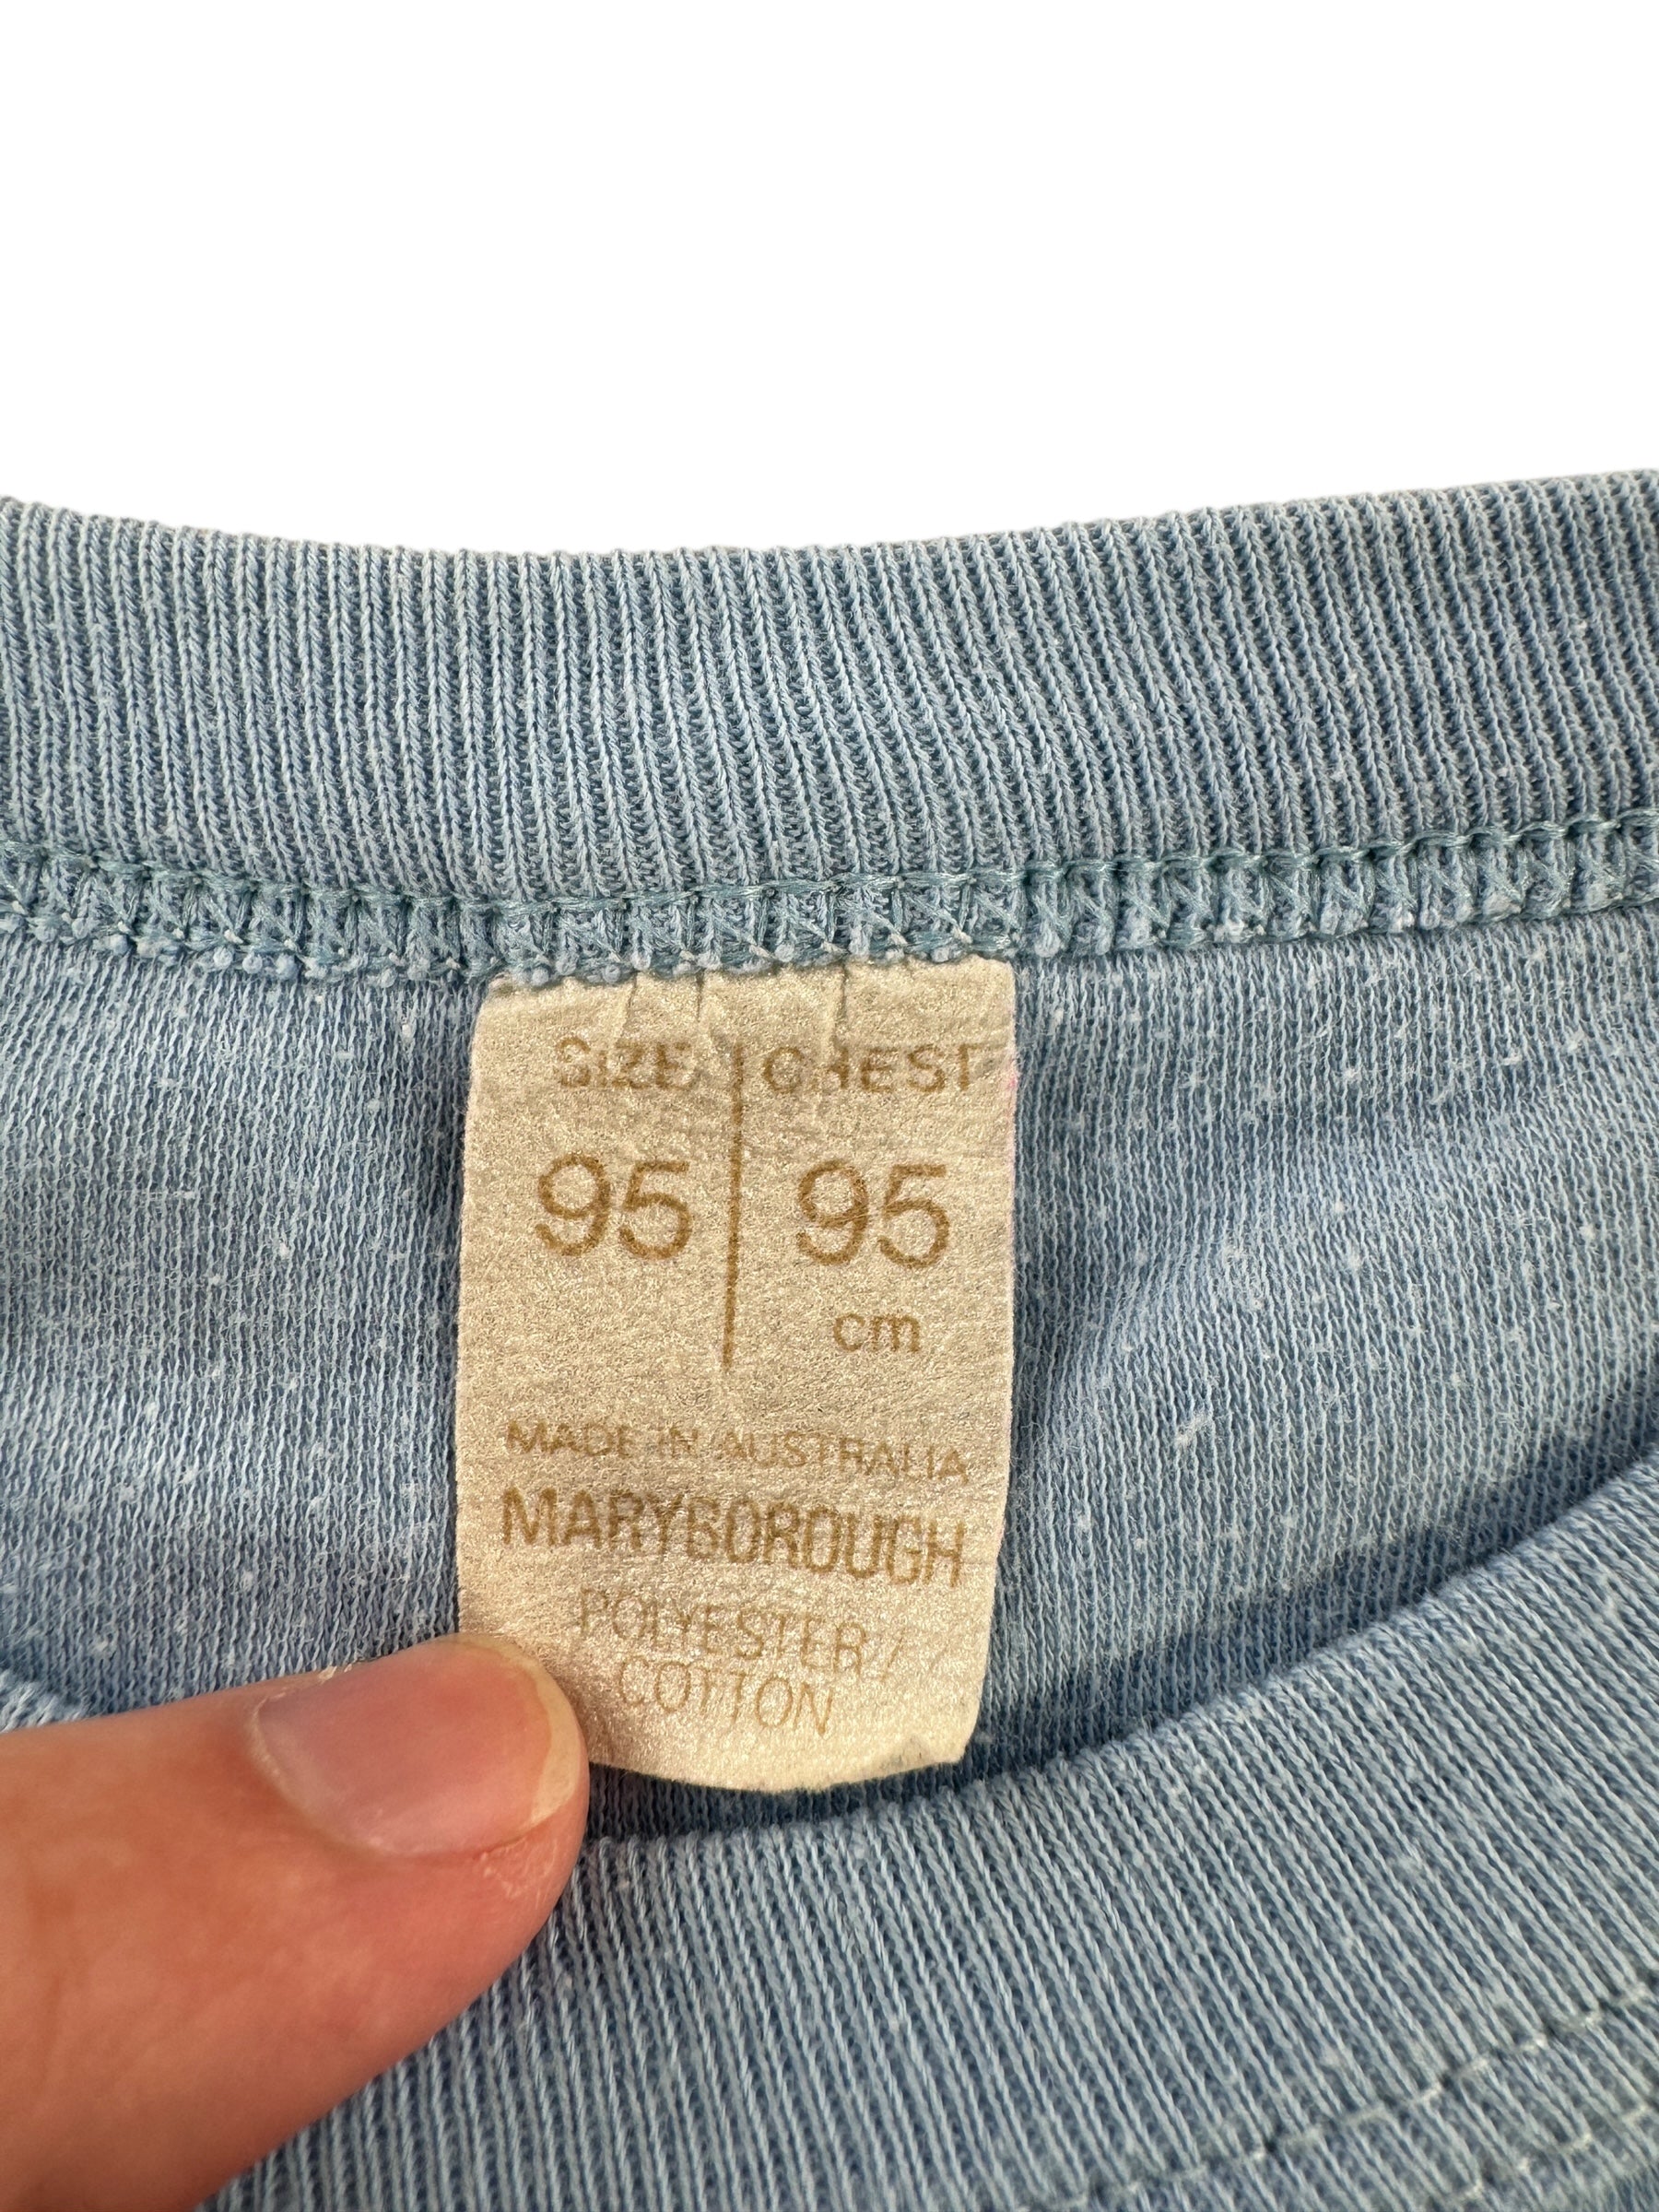 SIZE | CHEST
95 | 95
cm
MADE IN AUSTRALIA
MARYBOROUGH
POLYESTER/
COTTON